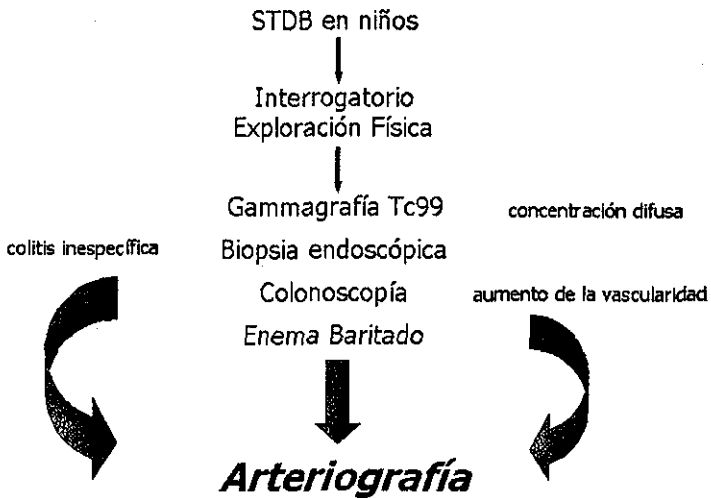 STDB en niños
Interrogatorio
Exploración Física
Gammagrafía Tc99
concentración difusa
colitis inespecífica
Biopsia endoscópica
Colonoscopía
aumento de la vascularidad
Enema Baritado
Arteriografía